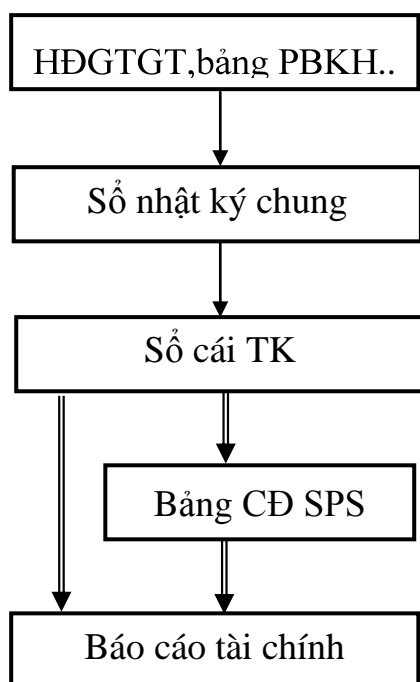 HĐGTGT,bảng PBKH..
Sổ nhật ký chung
Sổ cái TK
Bảng CĐ SPS
Báo cáo tài chính